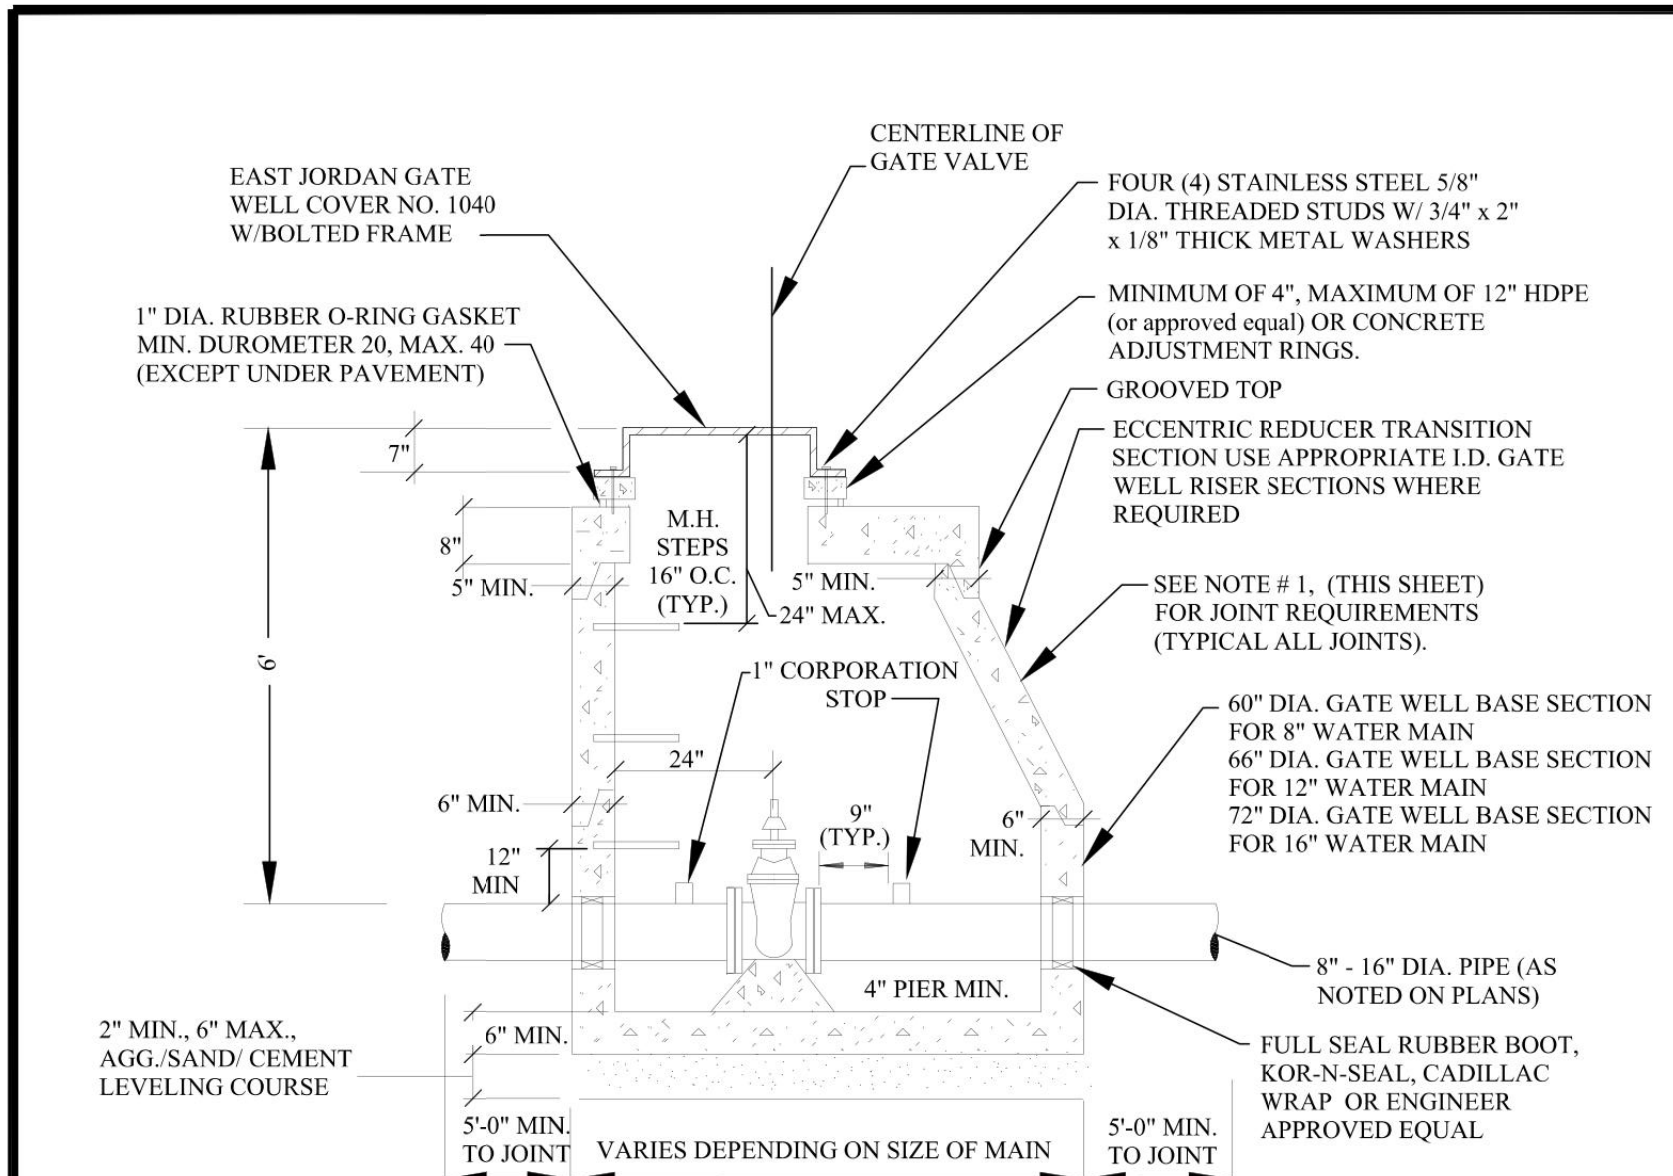 CENTERLINE OF
GATE VALVE
EAST JORDAN GATE
WELL COVER NO. 1040
W/BOLTED FRAME
FOUR (4) STAINLESS STEEL 5/8"
DIA. THREADED STUDS W/ 3/4" x 2"
x 1/8" THICK METAL WASHERS
1" DIA. RUBBER O-RING GASKET
MIN. DUROMETER 20, MAX. 40
(EXCEPT UNDER PAVEMENT)
MINIMUM OF 4", MAXIMUM OF 12" HDPE
(or approved equal) OR CONCRETE
ADJUSTMENT RINGS.
GROOVED TOP
ECCENTRIC REDUCER TRANSITION
SECTION USE APPROPRIATE I.D. GATE
WELL RISER SECTIONS WHERE
REQUIRED
7"
8"
M.H.
STEPS
16" O.C.
(TYP.)
5" MIN.
5" MIN.
24" MAX.
SEE NOTE # 1, (THIS SHEET)
FOR JOINT REQUIREMENTS
(TYPICAL ALL JOINTS).
6'
1" CORPORATION
STOP
60" DIA. GATE WELL BASE SECTION
FOR 8" WATER MAIN
66" DIA. GATE WELL BASE SECTION
FOR 12" WATER MAIN
72" DIA. GATE WELL BASE SECTION
FOR 16" WATER MAIN
24"
6" MIN.
9"
(TYP.)
6"
MIN.
12"
MIN
4" PIER MIN.
8" - 16" DIA. PIPE (AS
NOTED ON PLANS)
2" MIN., 6" MAX.,
AGG./SAND/ CEMENT
LEVELING COURSE
6" MIN.
FULL SEAL RUBBER BOOT,
KOR-N-SEAL, CADILLAC
WRAP OR ENGINEER
APPROVED EQUAL
5'-0" MIN.
TO JOINT
VARIES DEPENDING ON SIZE OF MAIN
5'-0" MIN.
TO JOINT